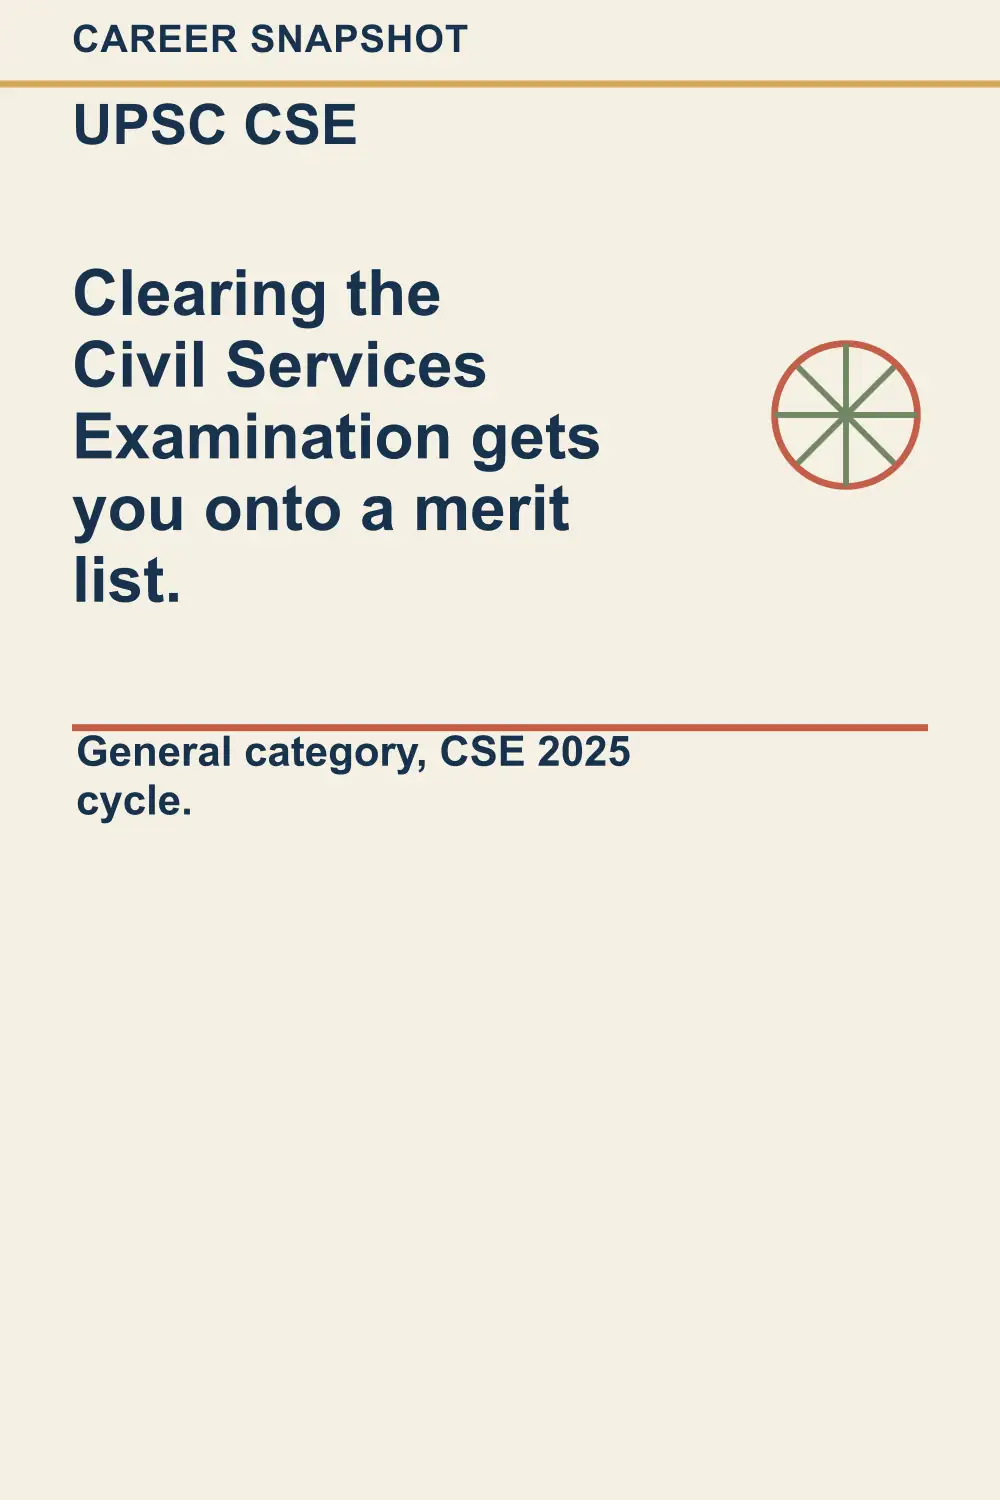 CAREER SNAPSHOT
UPSC CSE
Clearing the
Civil Services
Examination gets
you onto a merit
list.
General category, CSE 2025
cycle.